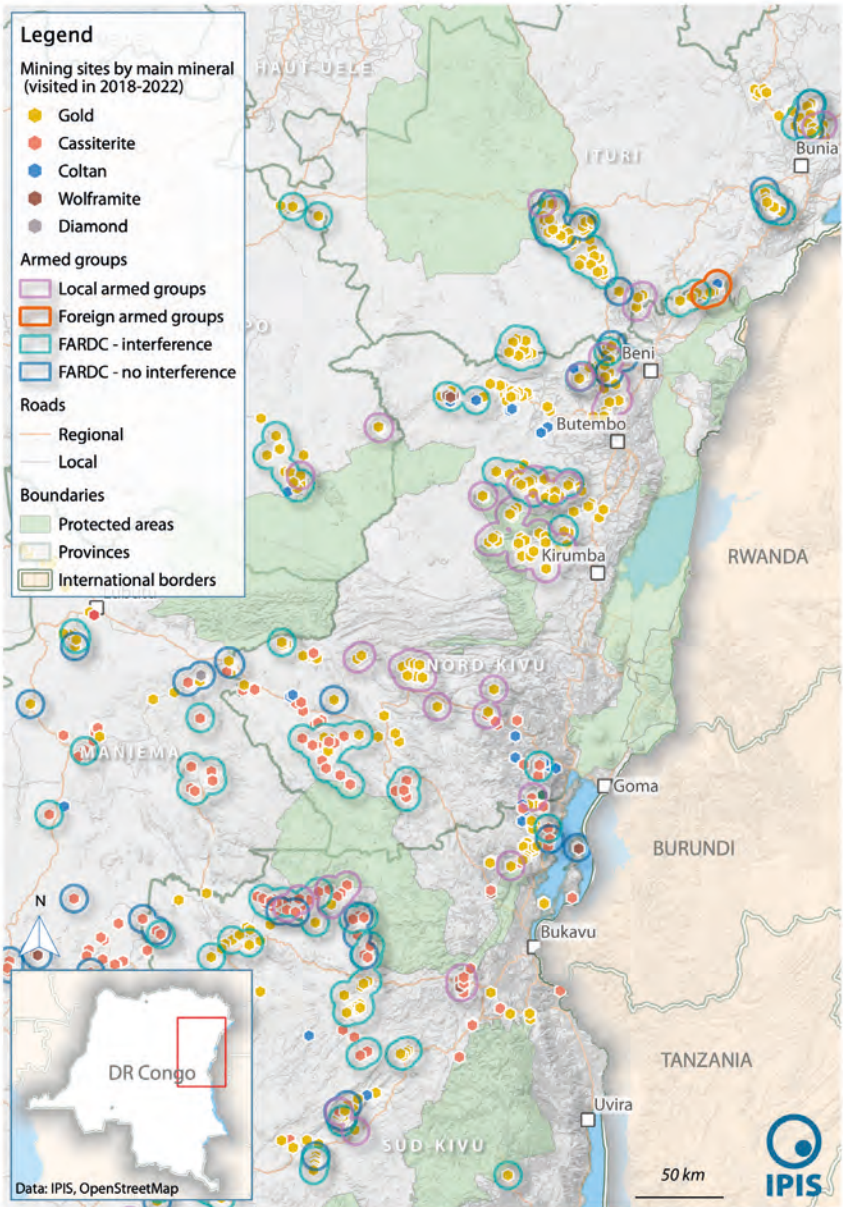 Legend
Mining sites by main mineral
(visited in 2018-2022)
Gold
Cassiterite
Coltan
Wolframite
Diamond
Armed groups
Local armed groups
Foreign armed groups
FARDC - interference
FARDC - no interference
Roads
Regional
Local
Boundaries
Protected areas
Provinces
International borders
HAUT-UELE
ITURI
Bunia
Beni
Butembo
Kirumba
RWANDA
Lubutu
NORD KIVU
MANIEMA
Goma
BURUNDI
N
Bukavu
DR Congo
TANZANIA
Uvira
SUD KIVU
50 km
IPIS
Data: IPIS, OpenStreetMap